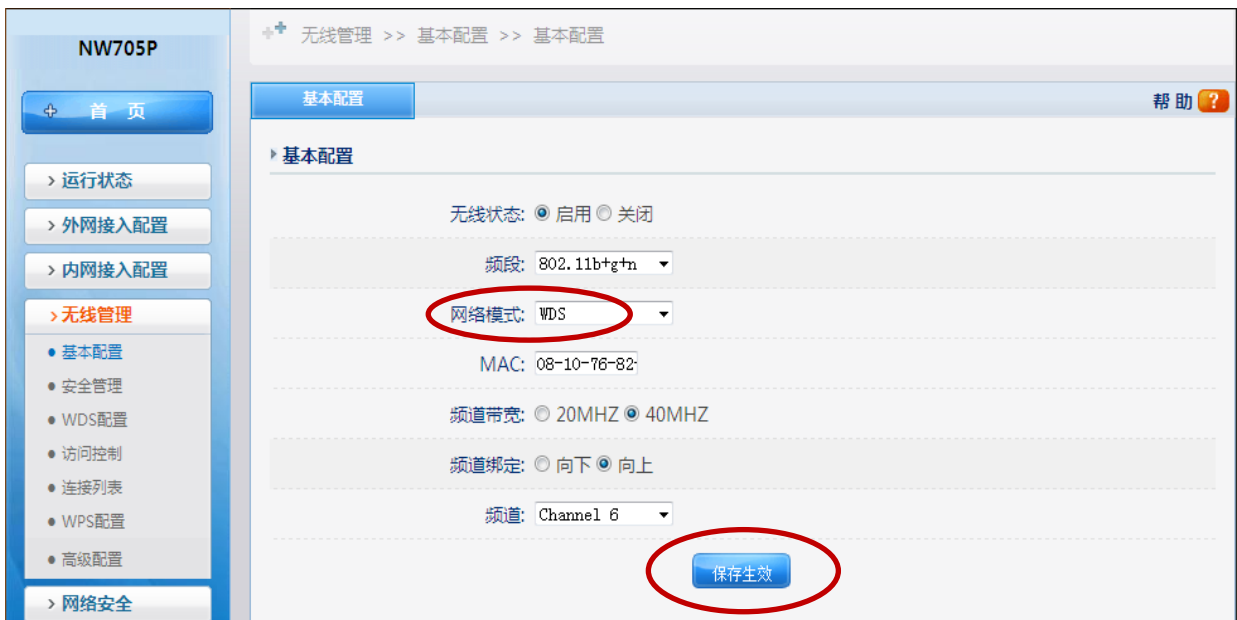 NW705P
首 页
> 运行状态
> 外网接入配置
> 内网接入配置
> 无线管理
● 基本配置
● 安全管理
● WDS配置
● 访问控制
● 连接列表
● WPS配置
● 高级配置
> 网络安全
无线管理 >> 基本配置 >> 基本配置
基本配置
帮 助 ?
基本配置
无线状态: 启用 关闭
频段: 802.11b+g+n
网络模式: WDS
MAC: 08-10-76-82-
频道带宽: 20MHZ 40MHZ
频道绑定: 向下 向上
频道: Channel 6
保存生效